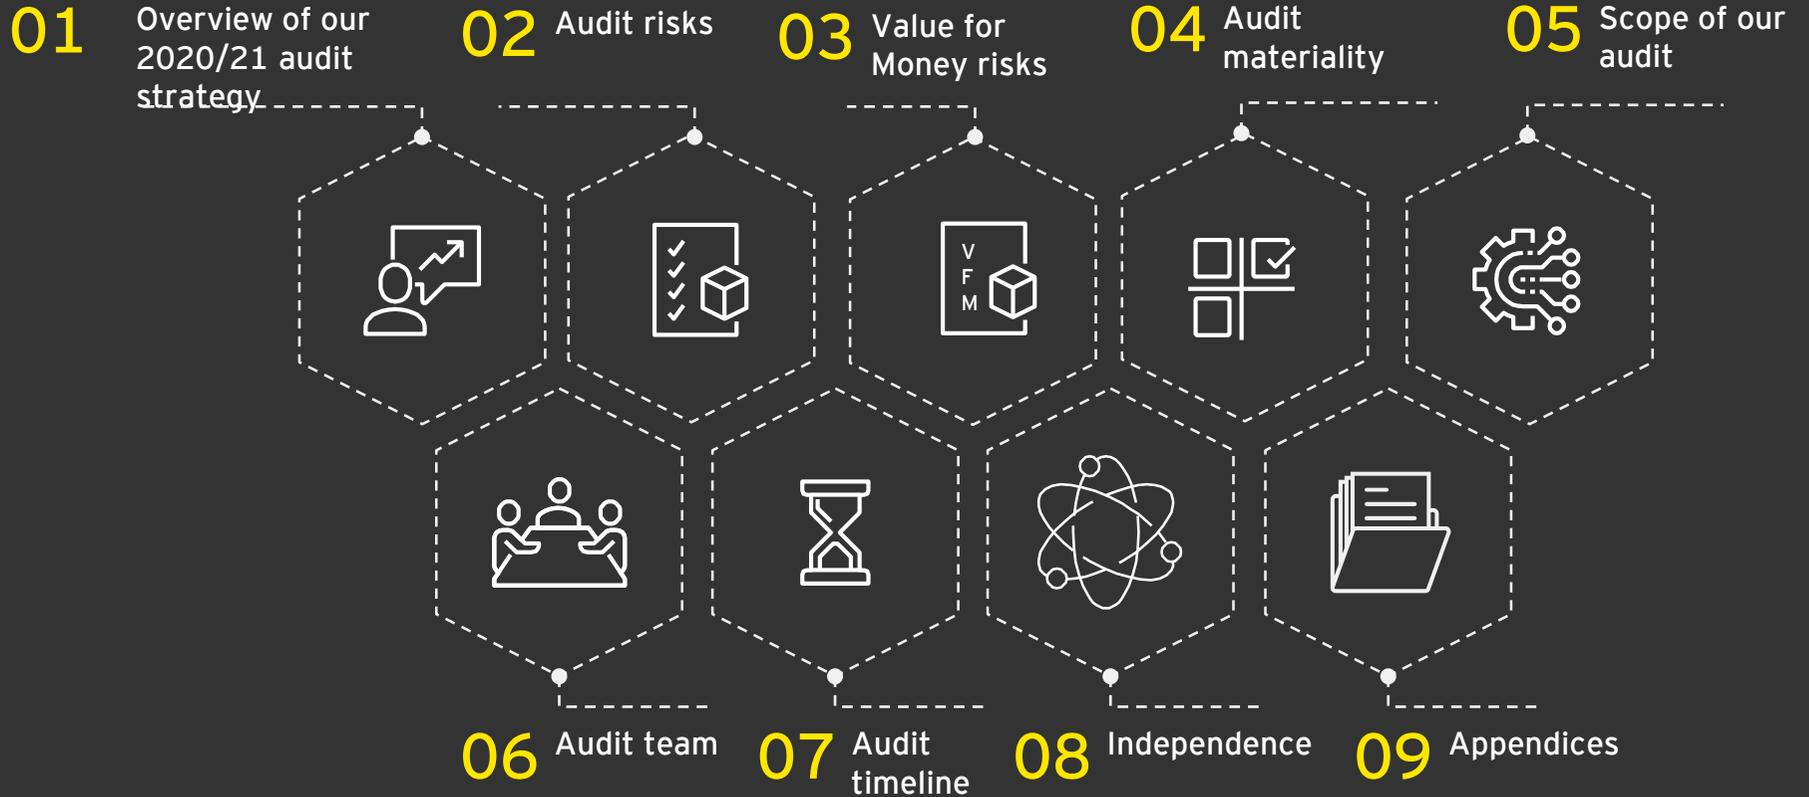 01 Overview of our
2020/21 audit
strategy
02 Audit risks
03 Value for
Money risks
04 Audit
materiality
05 Scope of our
audit
V
F
M
06 Audit team
07 Audit
timeline
08 Independence
09 Appendices